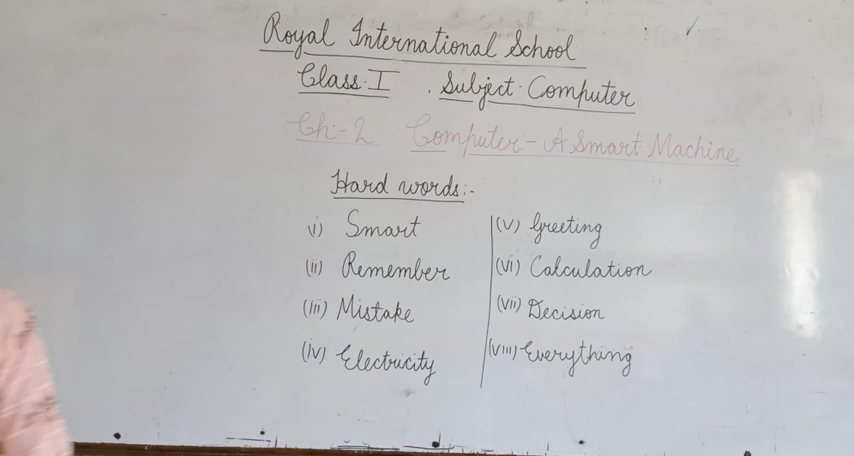 Royal International School
Class-I . Subject-Computer
Ch:-2 Computer:- A Smart Machine
Hard words:-
i) Smart
(ii) Remember
(iii) Mistake
(iv) Electricity
(v) Greeting
(vi) Calculation
(vii) Decision
(viii) Everything